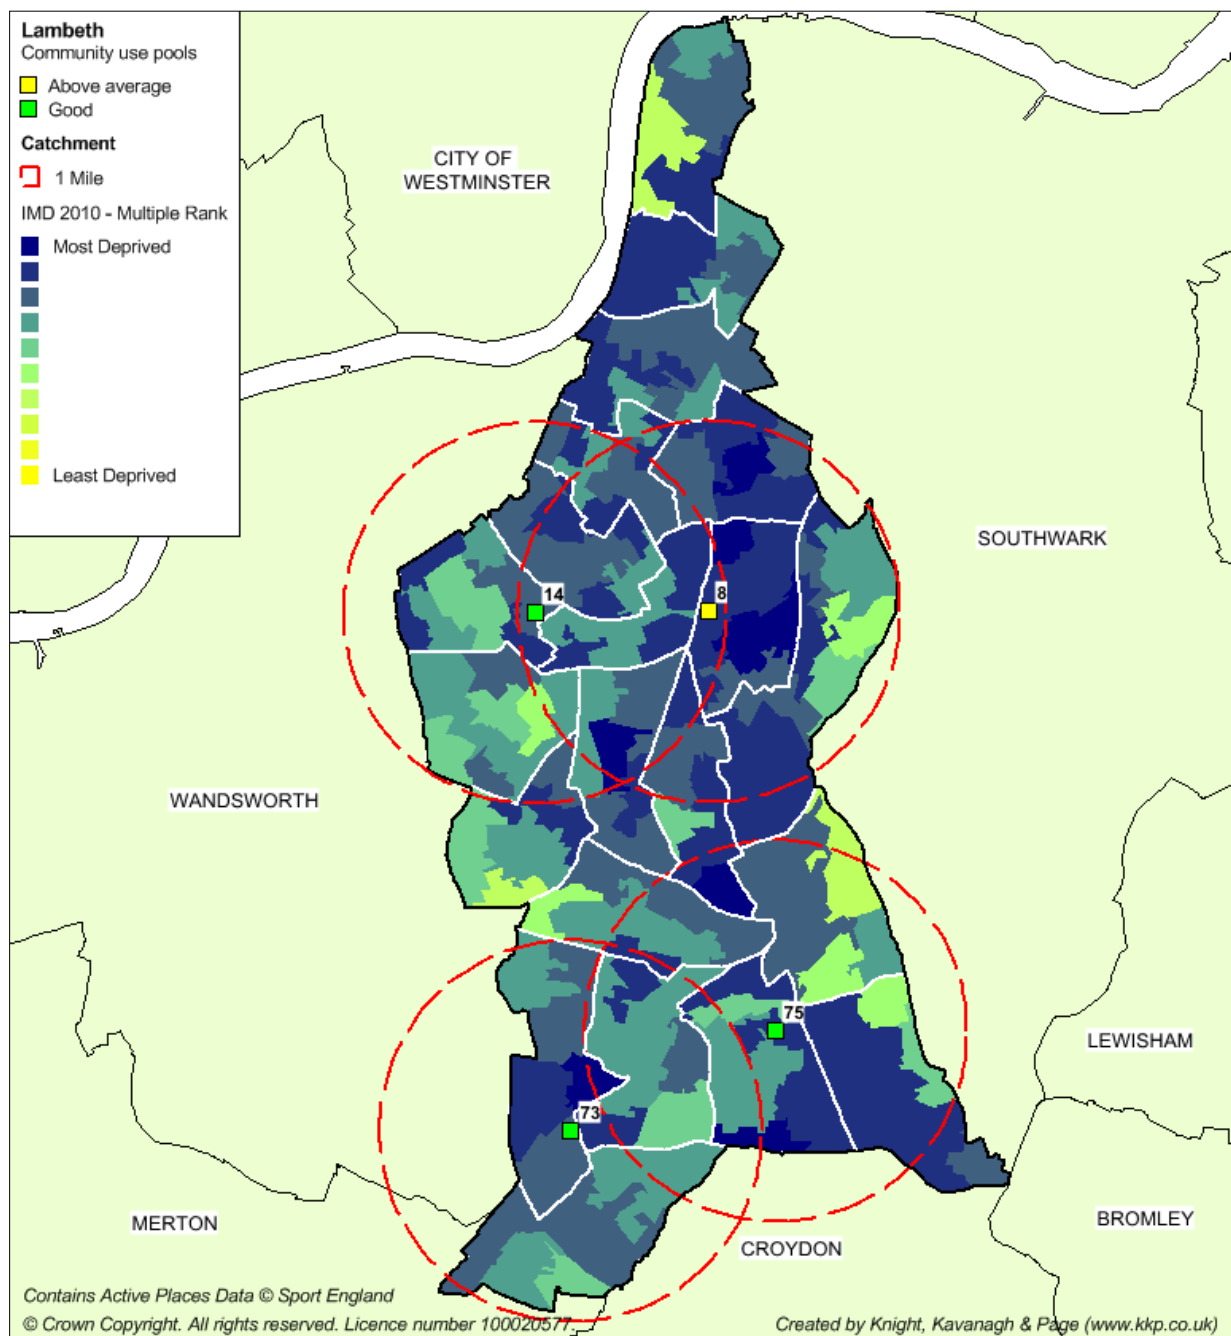 Lambeth
Community use pools
Above average
Good
Catchment
1 Mile
IMD 2010 - Multiple Rank
Most Deprived
Least Deprived
CITY OF
WESTMINSTER
SOUTHWARK
14
8
WANDSWORTH
75
LEWISHAM
73
MERTON
BROMLEY
CROYDON
Contains Active Places Data © Sport England
© Crown Copyright. All rights reserved. Licence number 100020577.
Created by Knight, Kavanagh & Page (www.kkp.co.uk)